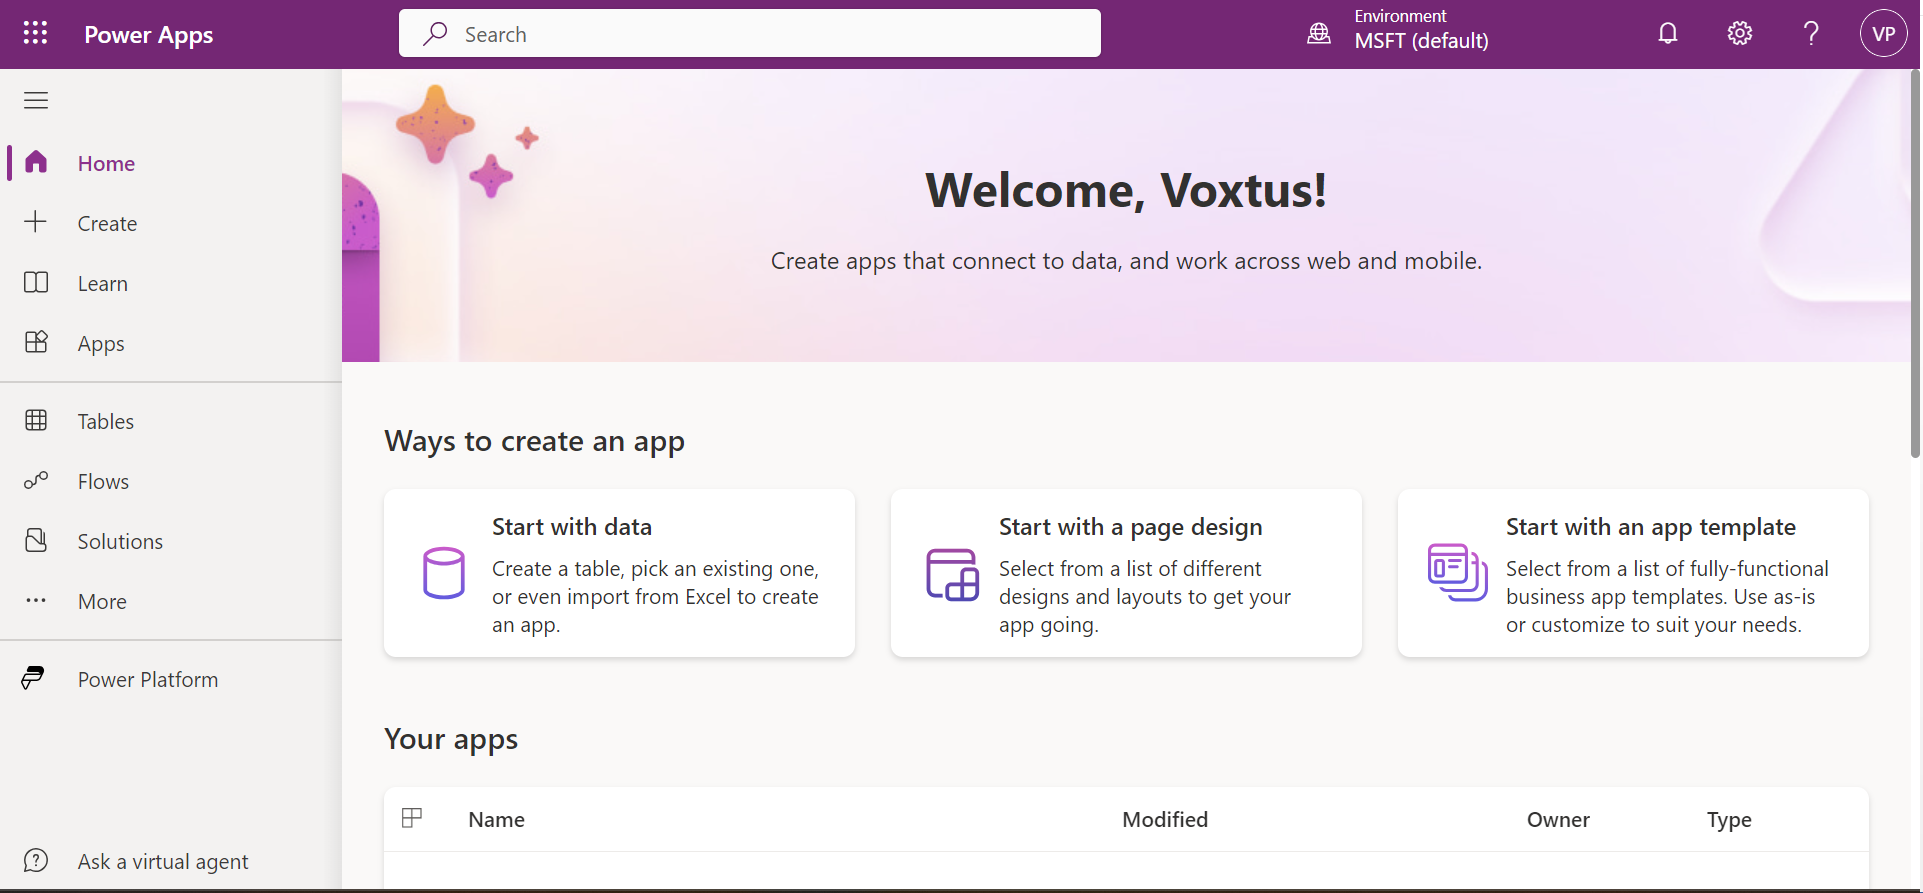 Power Apps
Search
Environment
MSFT (default)
VP
Home
Create
Learn
Apps
Tables
Flows
Solutions
More
Power Platform
Ask a virtual agent
Welcome, Voxtus!
Create apps that connect to data, and work across web and mobile.
Ways to create an app
Start with data
Create a table, pick an existing one,
or even import from Excel to create
an app.
Start with a page design
Select from a list of different
designs and layouts to get your
app going.
Start with an app template
Select from a list of fully-functional
business app templates. Use as-is
or customize to suit your needs.
Your apps
Name Modified Owner Type